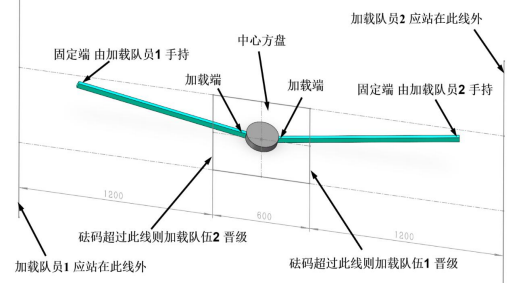 加载队员2 应站在此线外
中心方盘
固定端 由加载队员1 手持
加载端
加载端
固定端 由加载队员2 手持
1200
600
1200
砝码超过此线则加载队伍2 晋级
砝码超过此线则加载队伍1 晋级
加载队员1 应站在此线外